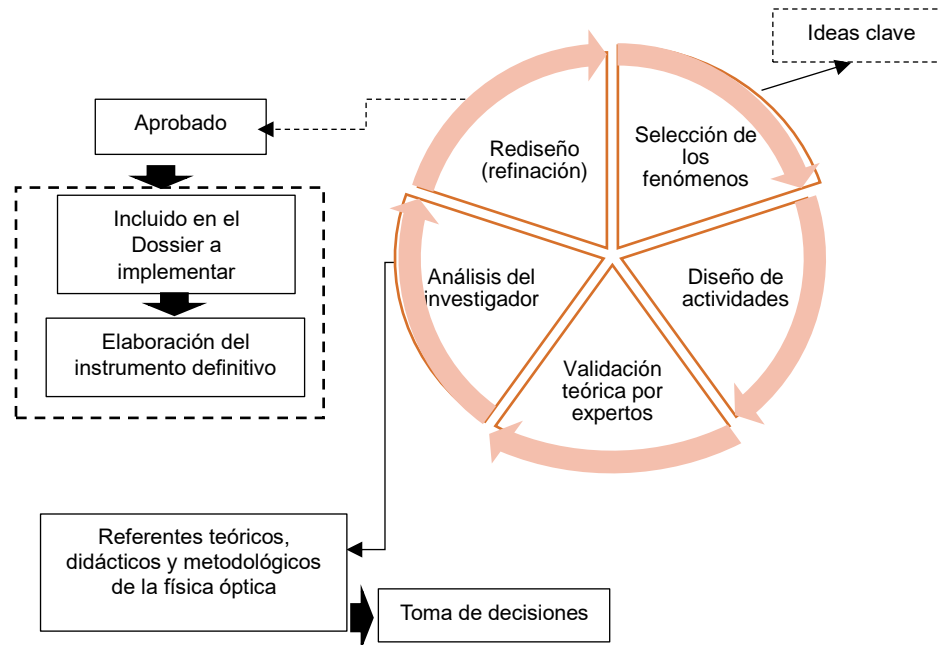 Ideas clave
Aprobado
Selección de
los
fenómenos
Rediseño
(refinación)
Incluido en el
Dossier a
implementar
Análisis del
investigador
Diseño de
actividades
Elaboración del
instrumento definitivo
Validación
teórica por
expertos
Referentes teóricos,
didácticos y metodológicos
de la física óptica
Toma de decisiones